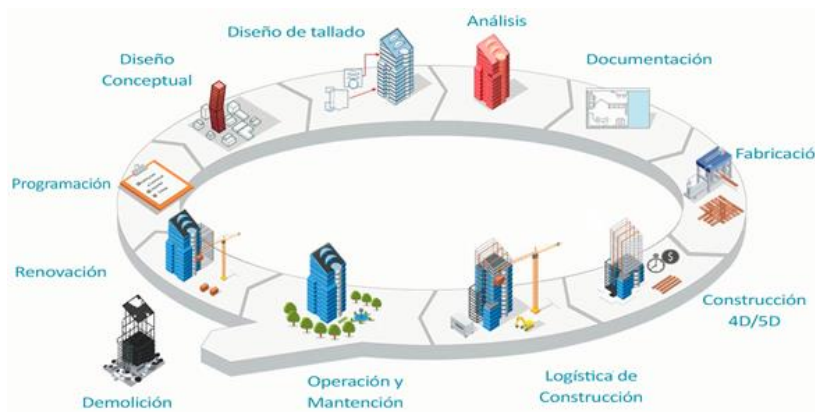 Diseño de tallado
Análisis
Diseño
Conceptual
Documentación
Fabricació
Programación
Renovación
Construcción
4D/5D
Logística de
Construcción
Operación y
Mantención
Demolición